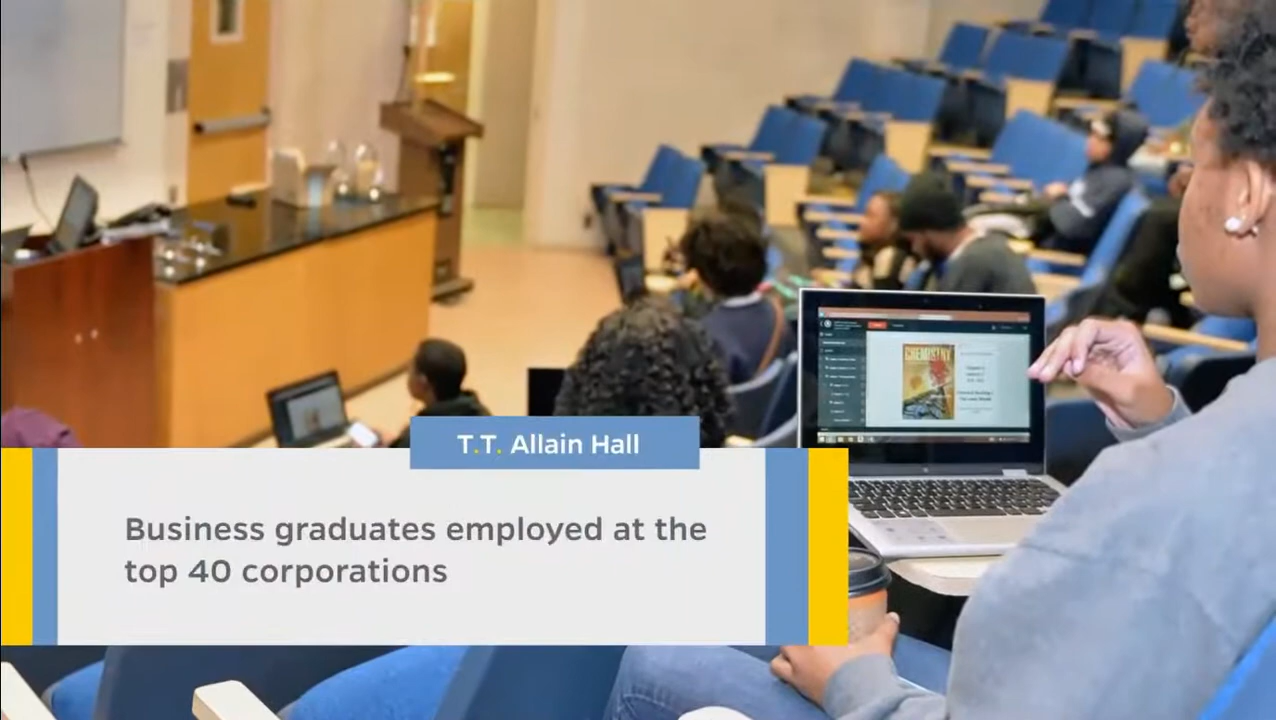 CHEMISTRY
T.T. Allain Hall
Business graduates employed at the
top 40 corporations